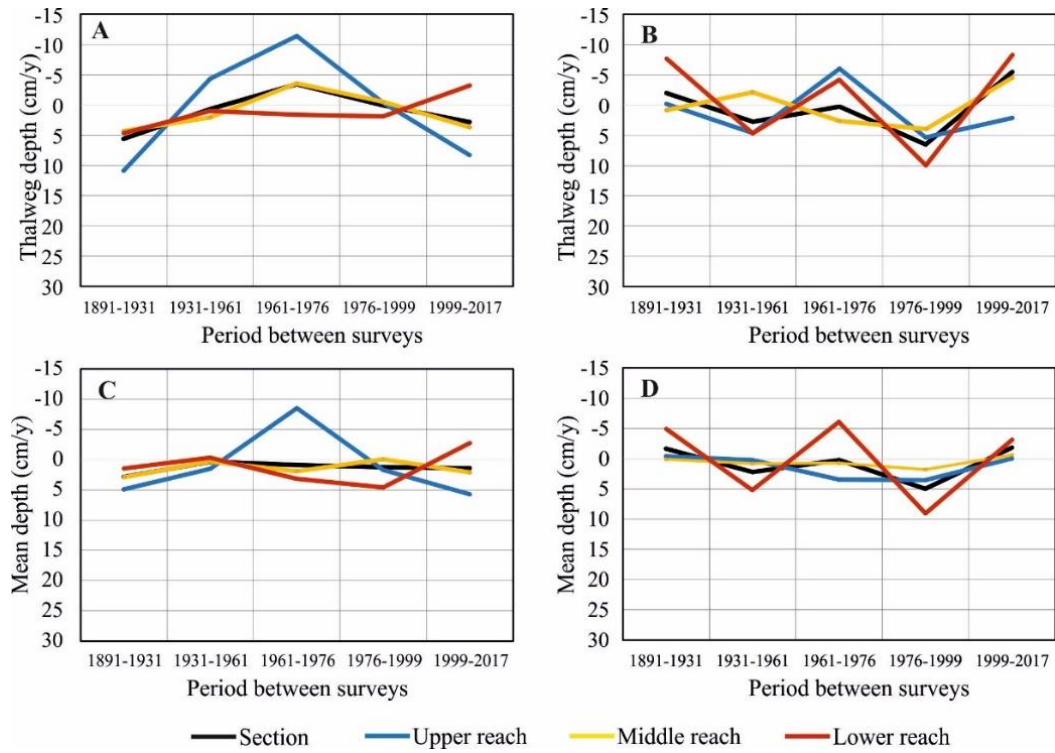 A
Thalweg depth (cm/y)
-15
-10
-5
0
5
10
15
20
25
30
1891-1931 1931-1961 1961-1976 1976-1999 1999-2017
Period between surveys
B
Thalweg depth (cm/y)
-15
-10
-5
0
5
10
15
20
25
30
1891-1931 1931-1961 1961-1976 1976-1999 1999-2017
Period between surveys
C
Mean depth (cm/y)
-15
-10
-5
0
5
10
15
20
25
30
1891-1931 1931-1961 1961-1976 1976-1999 1999-2017
Period between surveys
D
Mean depth (cm/y)
-15
-10
-5
0
5
10
15
20
25
30
1891-1931 1931-1961 1961-1976 1976-1999 1999-2017
Period between surveys
Section Upper reach Middle reach Lower reach